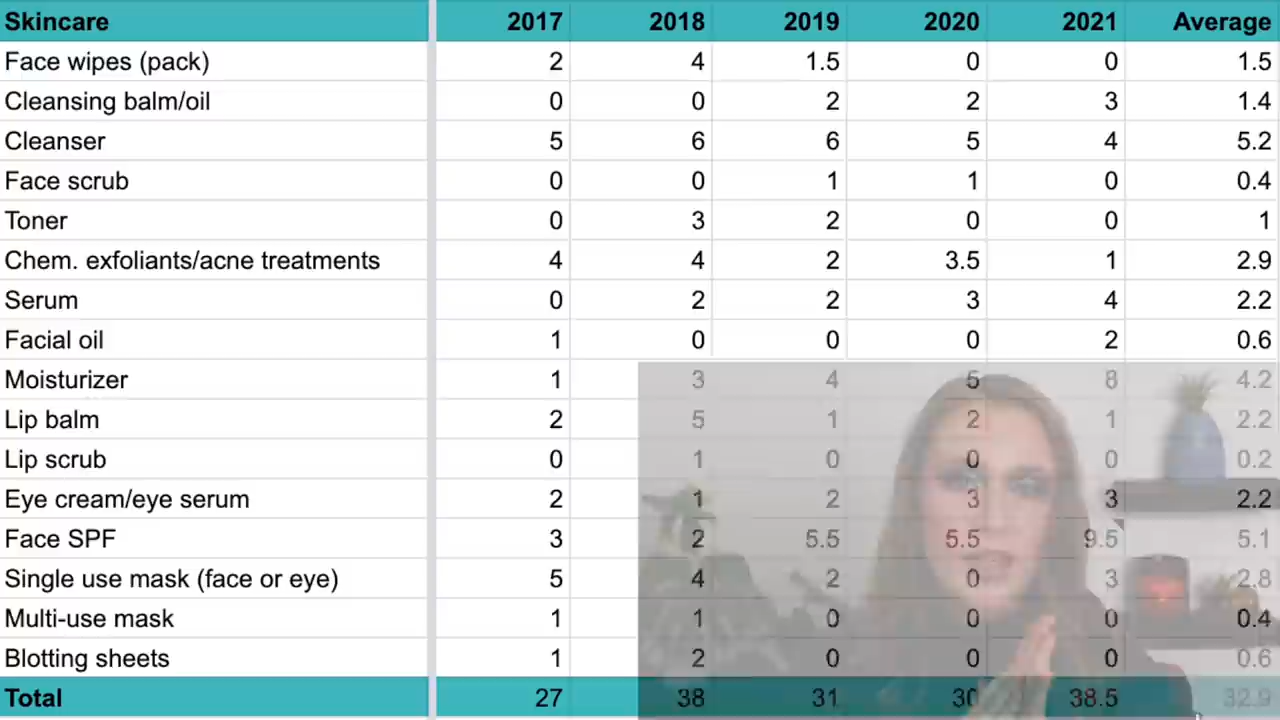 Skincare 2017 2018 2019 2020 2021 Average
Face wipes (pack) 2 4 1.5 0 0 1.5
Cleansing balm/oil 0 0 2 2 3 1.4
Cleanser 5 6 6 5 4 5.2
Face scrub 0 0 1 1 0 0.4
Toner 0 3 2 0 0 1
Chem. exfoliants/acne treatments 4 4 2 3.5 1 2.9
Serum 0 2 2 3 4 2.2
Facial oil 1 0 0 0 2 0.6
Moisturizer 1 3 4 5 8 4.2
Lip balm 2 5 1 2 1 2.2
Lip scrub 0 1 0 0 0 0.2
Eye cream/eye serum 2 1 2 3 3 2.2
Face SPF 3 2 5.5 5.5 9.5 5.1
Single use mask (face or eye) 5 4 2 0 3 2.8
Multi-use mask 1 1 0 0 0 0.4
Blotting sheets 1 2 0 0 0 0.6
Total 27 38 31 30 38.5 32.9